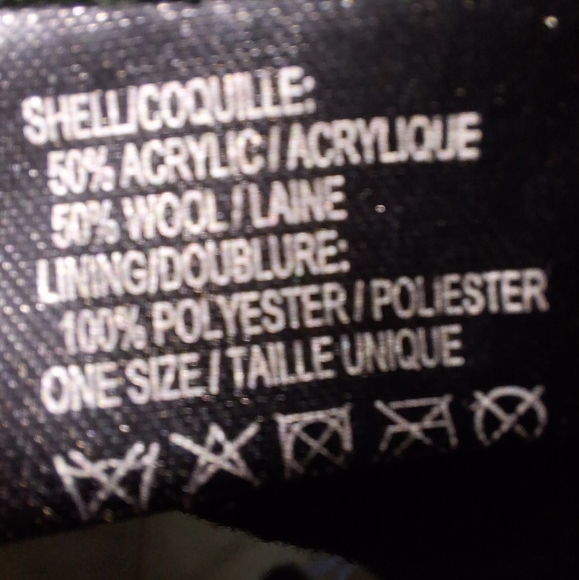 SHELL/COQUILLE:
50% ACRYLIC / ACRYLIQUE
50% WOOL / LAINE
LINING/DOUBLURE:
100% POLYESTER / POLIESTER
ONE SIZE / TAILLE UNIQUE